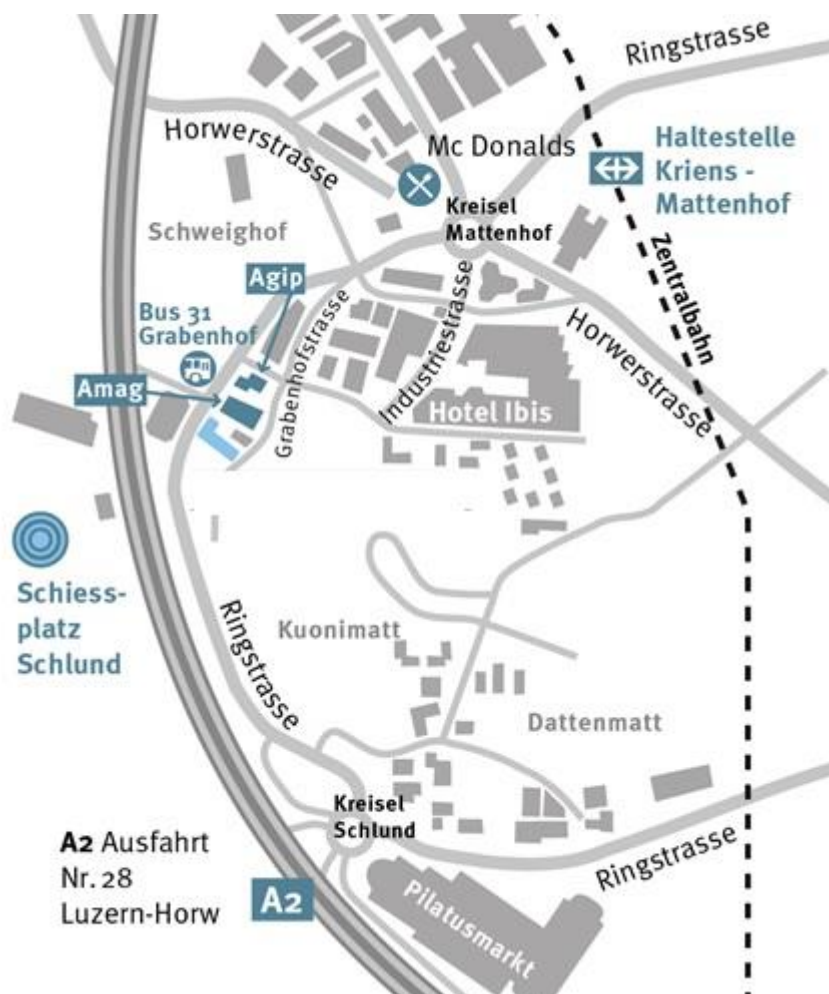 Ringstrasse
Horwerstrasse
Mc Donalds
Haltestelle
Kriens -
Mattenhof
Kreisel
Mattenhof
Schweighof
Zentralbahn
Agip
Bus 31
Grabenhof
Grabenhofstrasse
Industriestrasse
Horwerstrasse
Amag
Hotel Ibis
Schiess-
platz
Schlund
Ringstrasse
Kuonimatt
Dattenmatt
Kreisel
Schlund
A2 Ausfahrt
Nr. 28
Luzern-Horw
A2
Ringstrasse
Pilatusmarkt